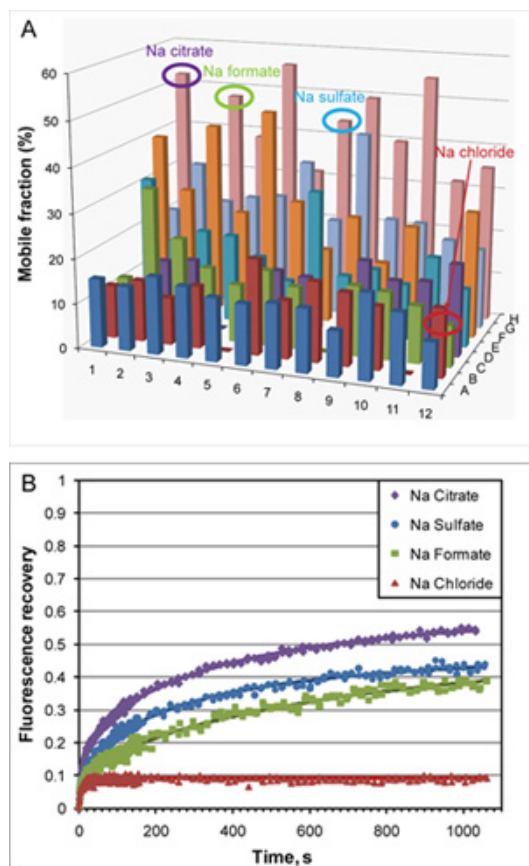 A
Na citrate
Na formate
Na sulfate
Na chloride
Mobile fraction (%)
60
50
40
30
20
10
0
1 2 3 4 5 6 7 8 9 10 11 12
A B C D E F G H
B
Fluorescence recovery
1
0.9
0.8
0.7
0.6
0.5
0.4
0.3
0.2
0.1
0
Na Citrate
Na Sulfate
Na Formate
Na Chloride
0 200 400 600 800 1000
Time, s